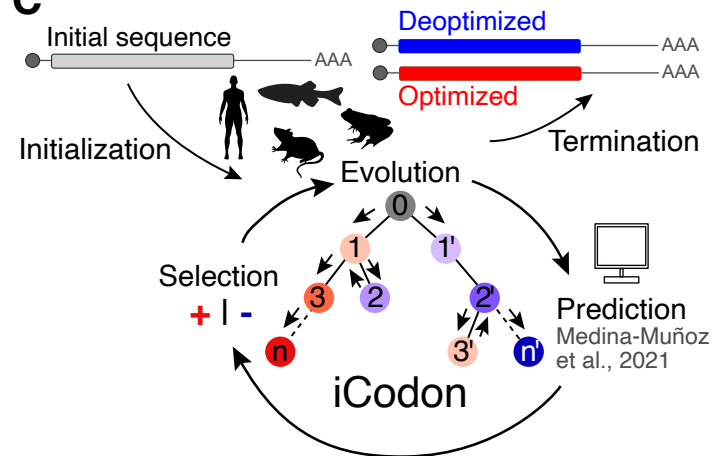 C
Initial sequence
AAA
Deoptimized
AAA
AAA
Optimized
Initialization
Termination
Evolution
0
1
1'
Selection
+ | -
3
2
2'
Prediction
Medina-Muñoz
et al., 2021
n
3'
n'
iCodon